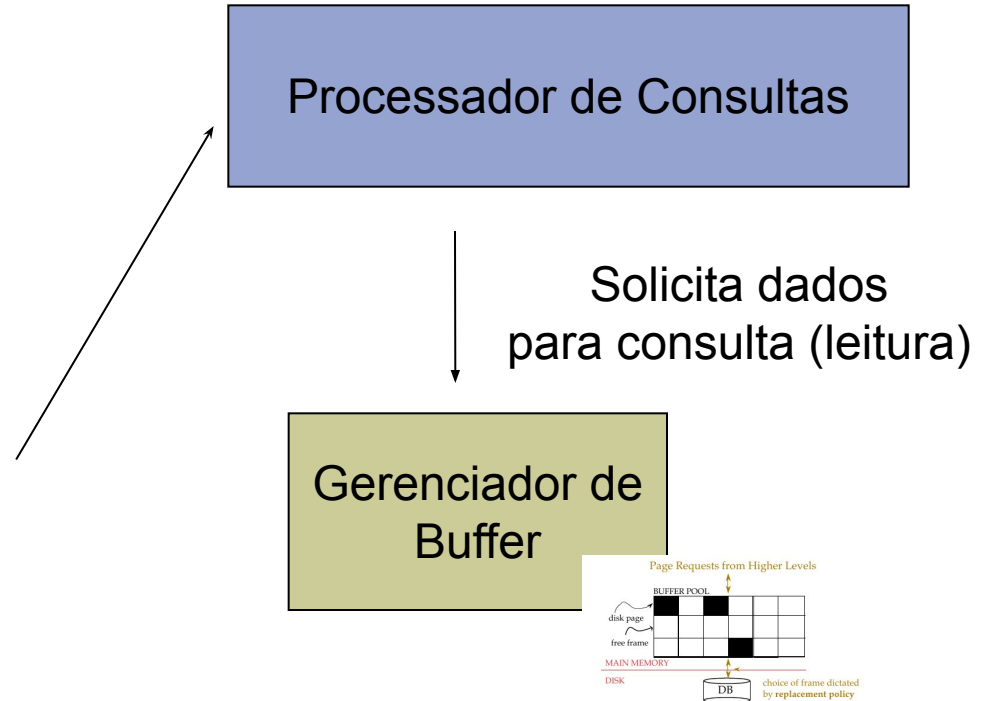 Processador de Consultas
Solicita dados
para consulta (leitura)
Gerenciador de
Buffer
Page Requests from Higher Levels
BUFFER POOL
disk page
free frame
MAIN MEMORY
DISK
DB
choice of frame dictated
by replacement policy